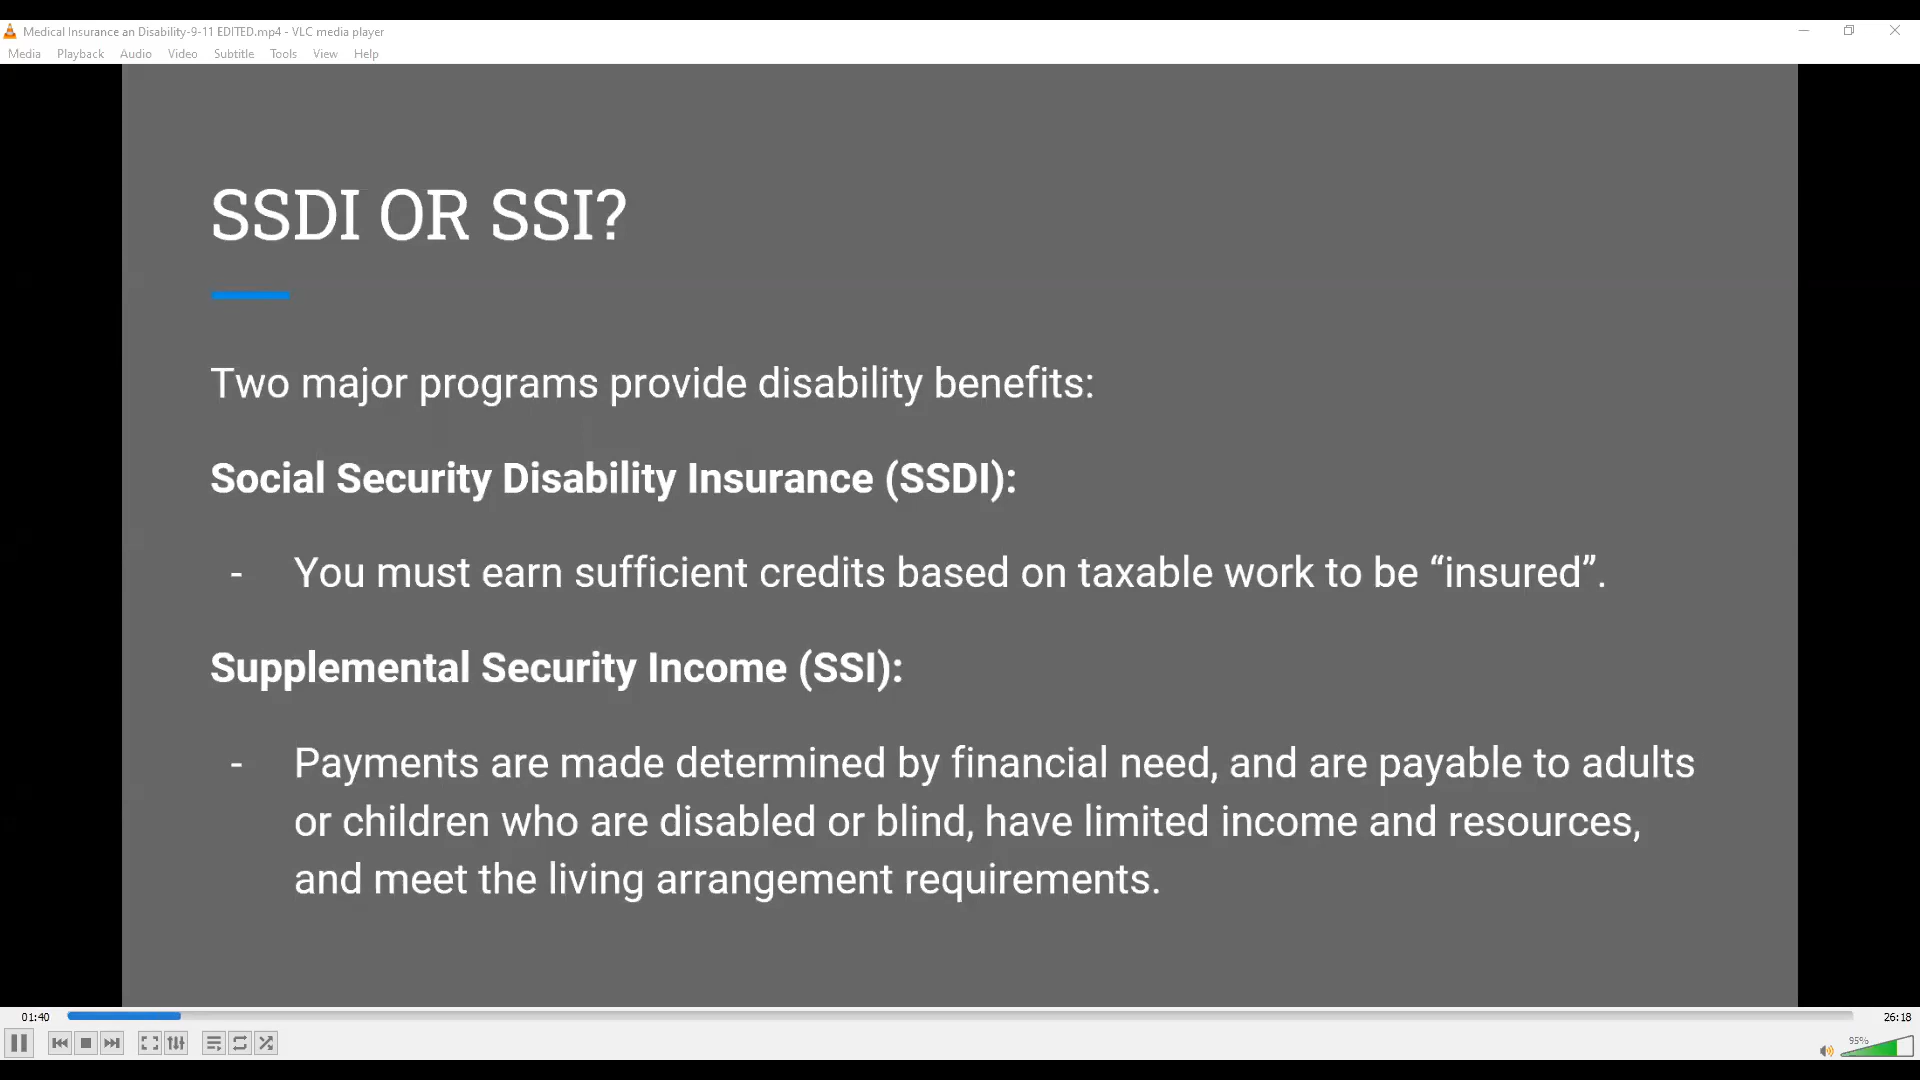 Medical Insurance an Disability-9-11 EDITED.mp4 - VLC media player
Media Playback Audio Video Subtitle Tools View Help
SSDI OR SSI?
Two major programs provide disability benefits:
Social Security Disability Insurance (SSDI):
- You must earn sufficient credits based on taxable work to be “insured”.
Supplemental Security Income (SSI):
- Payments are made determined by financial need, and are payable to adults
or children who are disabled or blind, have limited income and resources,
and meet the living arrangement requirements.
01:40 26:18
95%